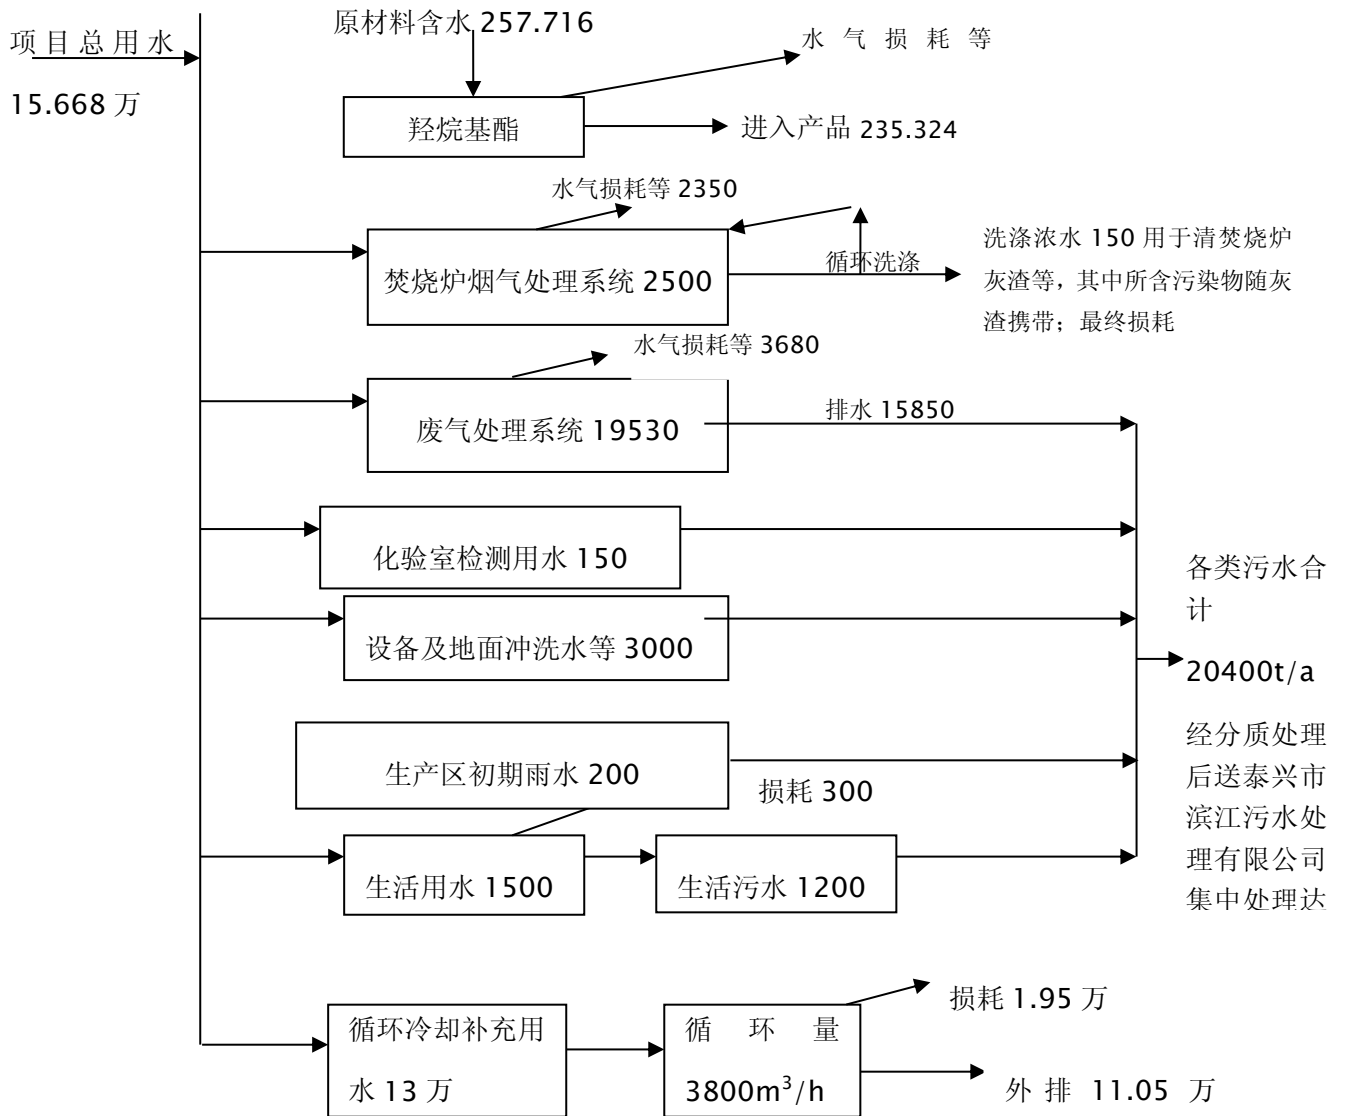 原材料含水 257.716
项目总用水
15.668 万
水气损耗等
羟烷基酯
进入产品 235.324
水气损耗等 2350
焚烧炉烟气处理系统 2500
循环洗涤
洗涤浓水 150 用于清焚烧炉
灰渣等，其中所含污染物随灰
渣携带；最终损耗
水气损耗等 3680
废气处理系统 19530
排水 15850
化验室检测用水 150
设备及地面冲洗水等 3000
生产区初期雨水 200
损耗 300
生活用水 1500
生活污水 1200
各类污水合
计
20400t/a
经分质处理
后送泰兴市
滨江污水处
理有限公司
集中处理达
循环冷却补充用
水 13 万
循环量
3800m³/h
损耗 1.95 万
外排 11.05 万